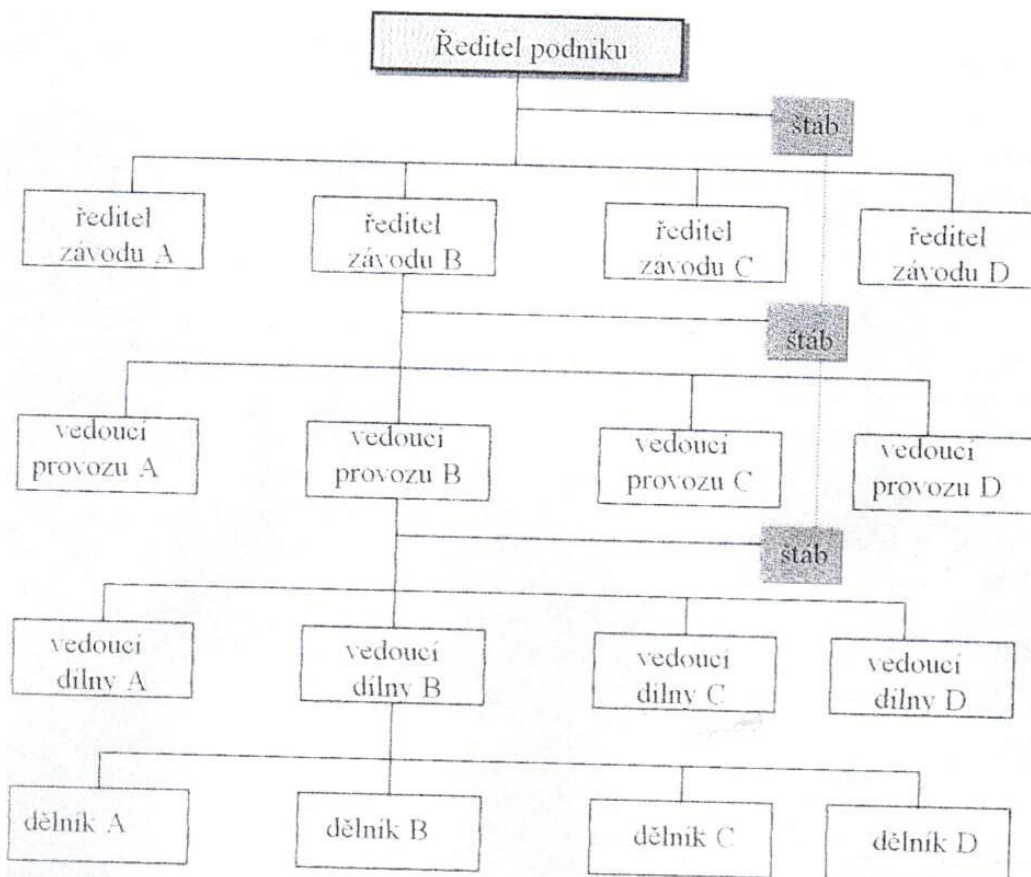 Ředitel podniku
štáb
ředitel
závodu A
ředitel
závodu B
ředitel
závodu C
ředitel
závodu D
štáb
vedoucí
provozu A
vedoucí
provozu B
vedoucí
provozu C
vedoucí
provozu D
štáb
vedoucí
dílny A
vedoucí
dílny B
vedoucí
dílny C
vedoucí
dílny D
dělník A
dělník B
dělník C
dělník D